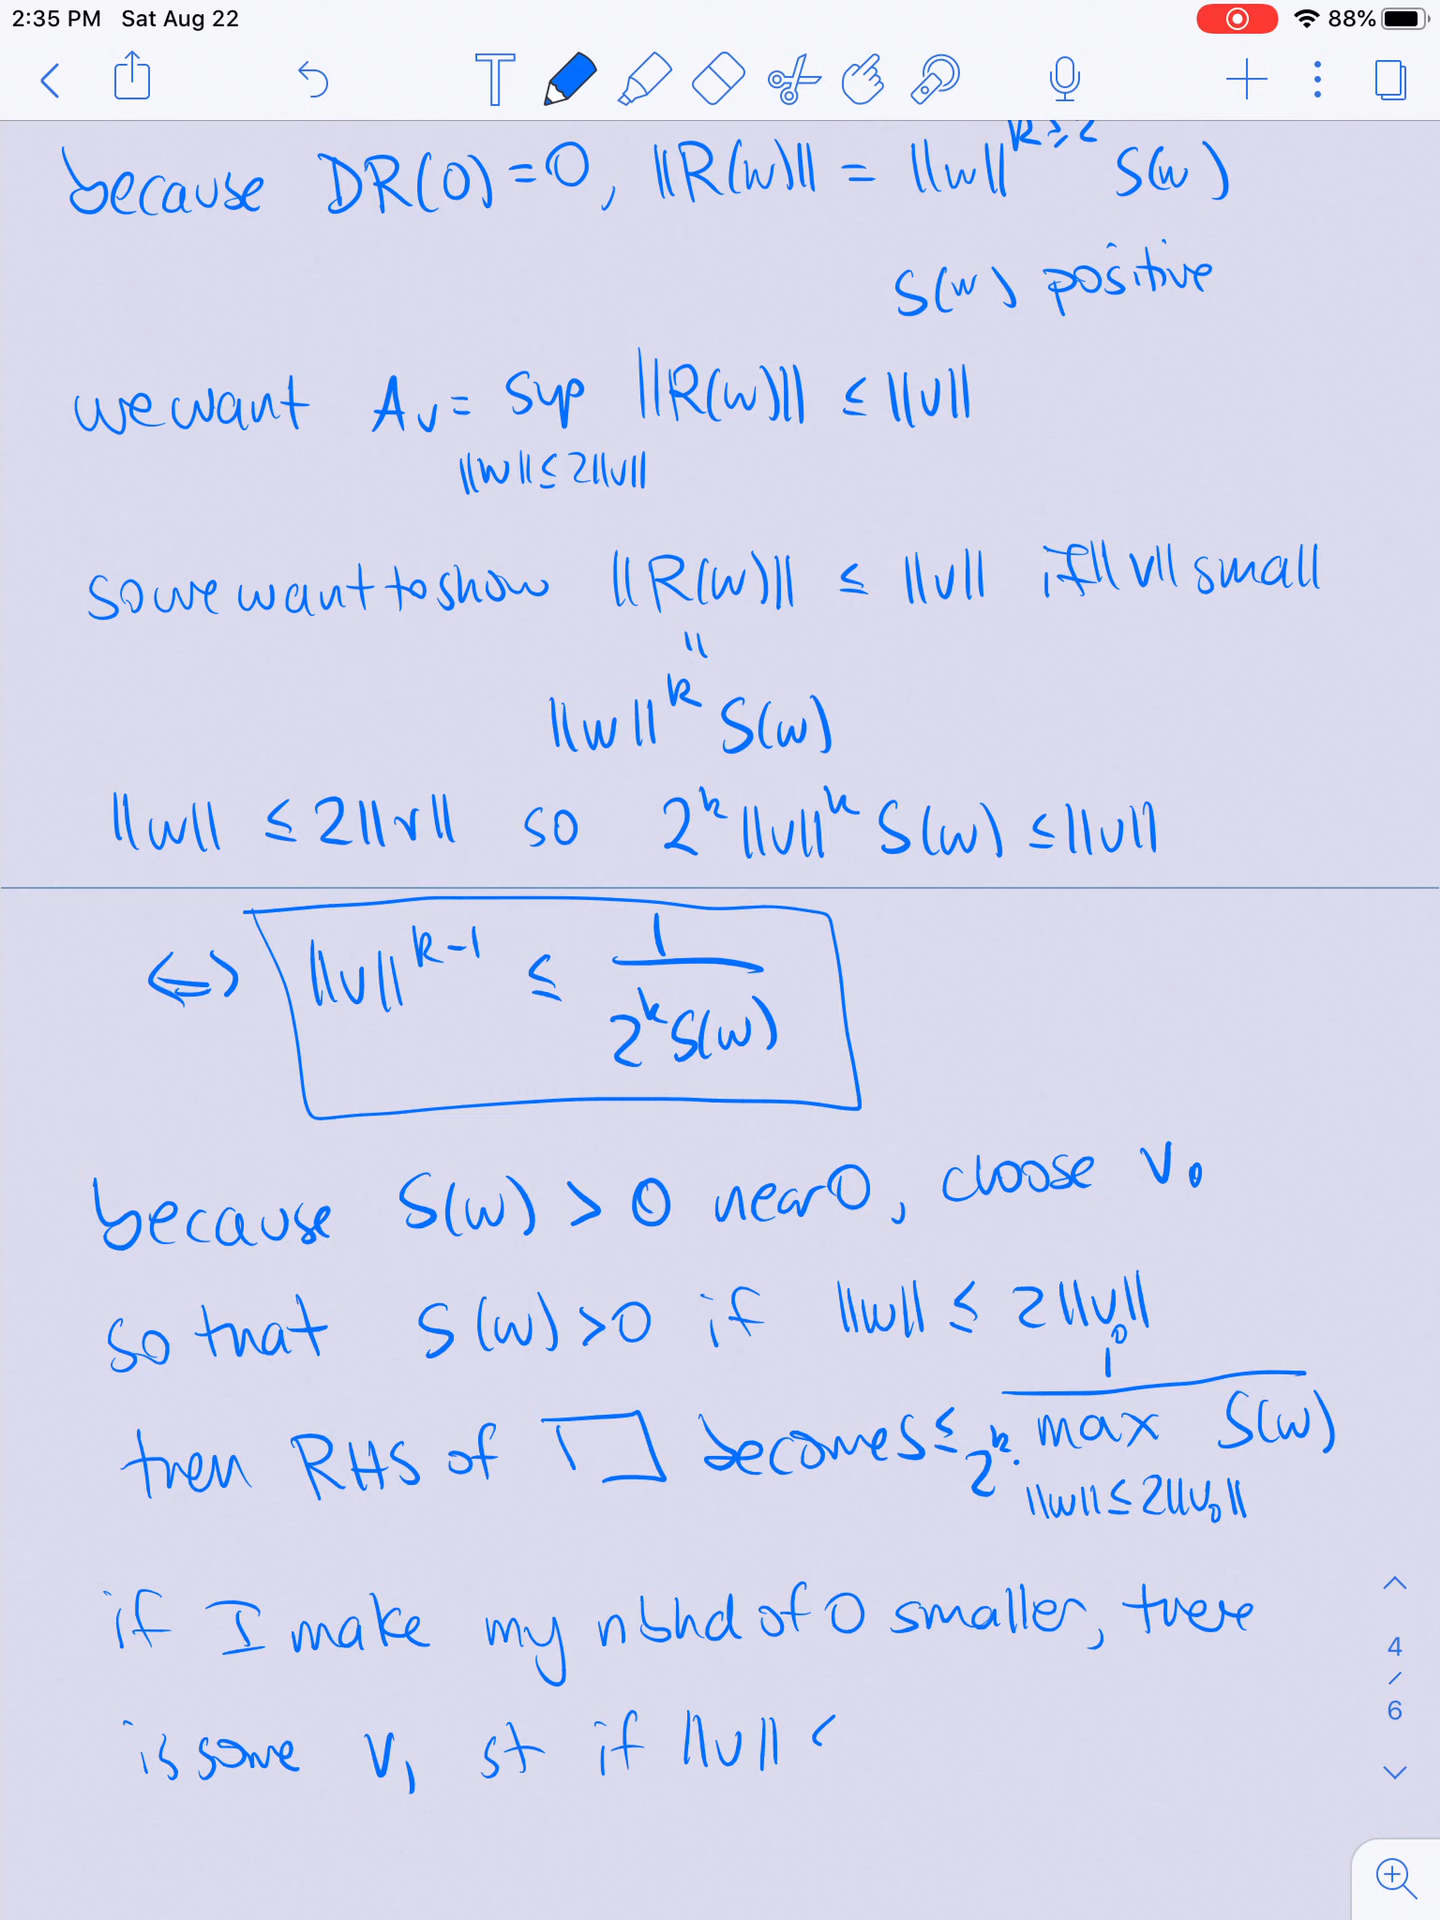 2:35 PM Sat Aug 22 88%
T
because DR(0)=0, ||R(w)|| = ||w||^{k≥2} S(w)
S(w) positive
we want A_v = sup ||R(w)|| ≤ ||v||
||w|| ≤ 2||v||
so we want to show ||R(w)|| ≤ ||v|| if ||v|| small
=
||w||^k S(w)
||w|| ≤ 2||v|| so 2^k ||v||^k S(w) ≤ ||v||
⟺ ||v||^{k-1} ≤ 1 / 2^k S(w)
because S(w) > 0 near 0, choose v_0
so that S(w) > 0 if ||w|| ≤ 2||v_0||
then RHS of □ becomes ≤ 1 / 2^k · max S(w)
||w|| ≤ 2||v_0||
if I make my nbhd of 0 smaller, there
is some v_1 st if ||v|| <
4
/
6